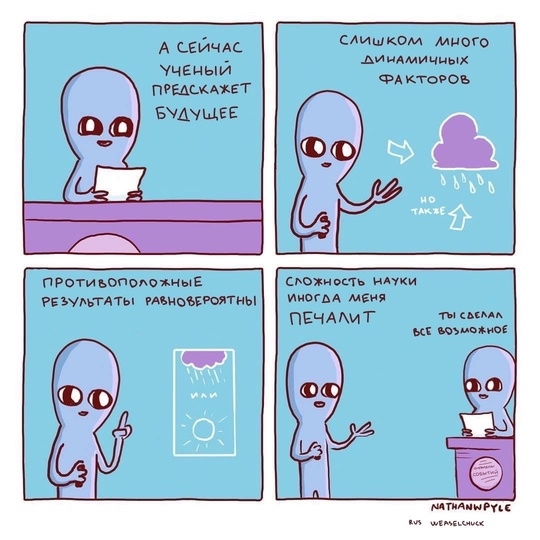 А СЕЙЧАС
УЧЕНЫЙ
ПРЕДСКАЖЕТ
БУДУЩЕЕ
СЛИШКОМ МНОГО
ДИНАМИЧНЫХ
ФАКТОРОВ
НО
ТАКЖЕ
ПРОТИВОПОЛОЖНЫЕ
РЕЗУЛЬТАТЫ РАВНОВЕРОЯТНЫ
ИЛИ
СЛОЖНОСТЬ НАУКИ
ИНОГДА МЕНЯ
ПЕЧАЛИТ
ТЫ СДЕЛАЛ
ВСЕ ВОЗМОЖНОЕ
СОБЫТИЙ
NATHANWPYLE
RUS WEASELCHUCK